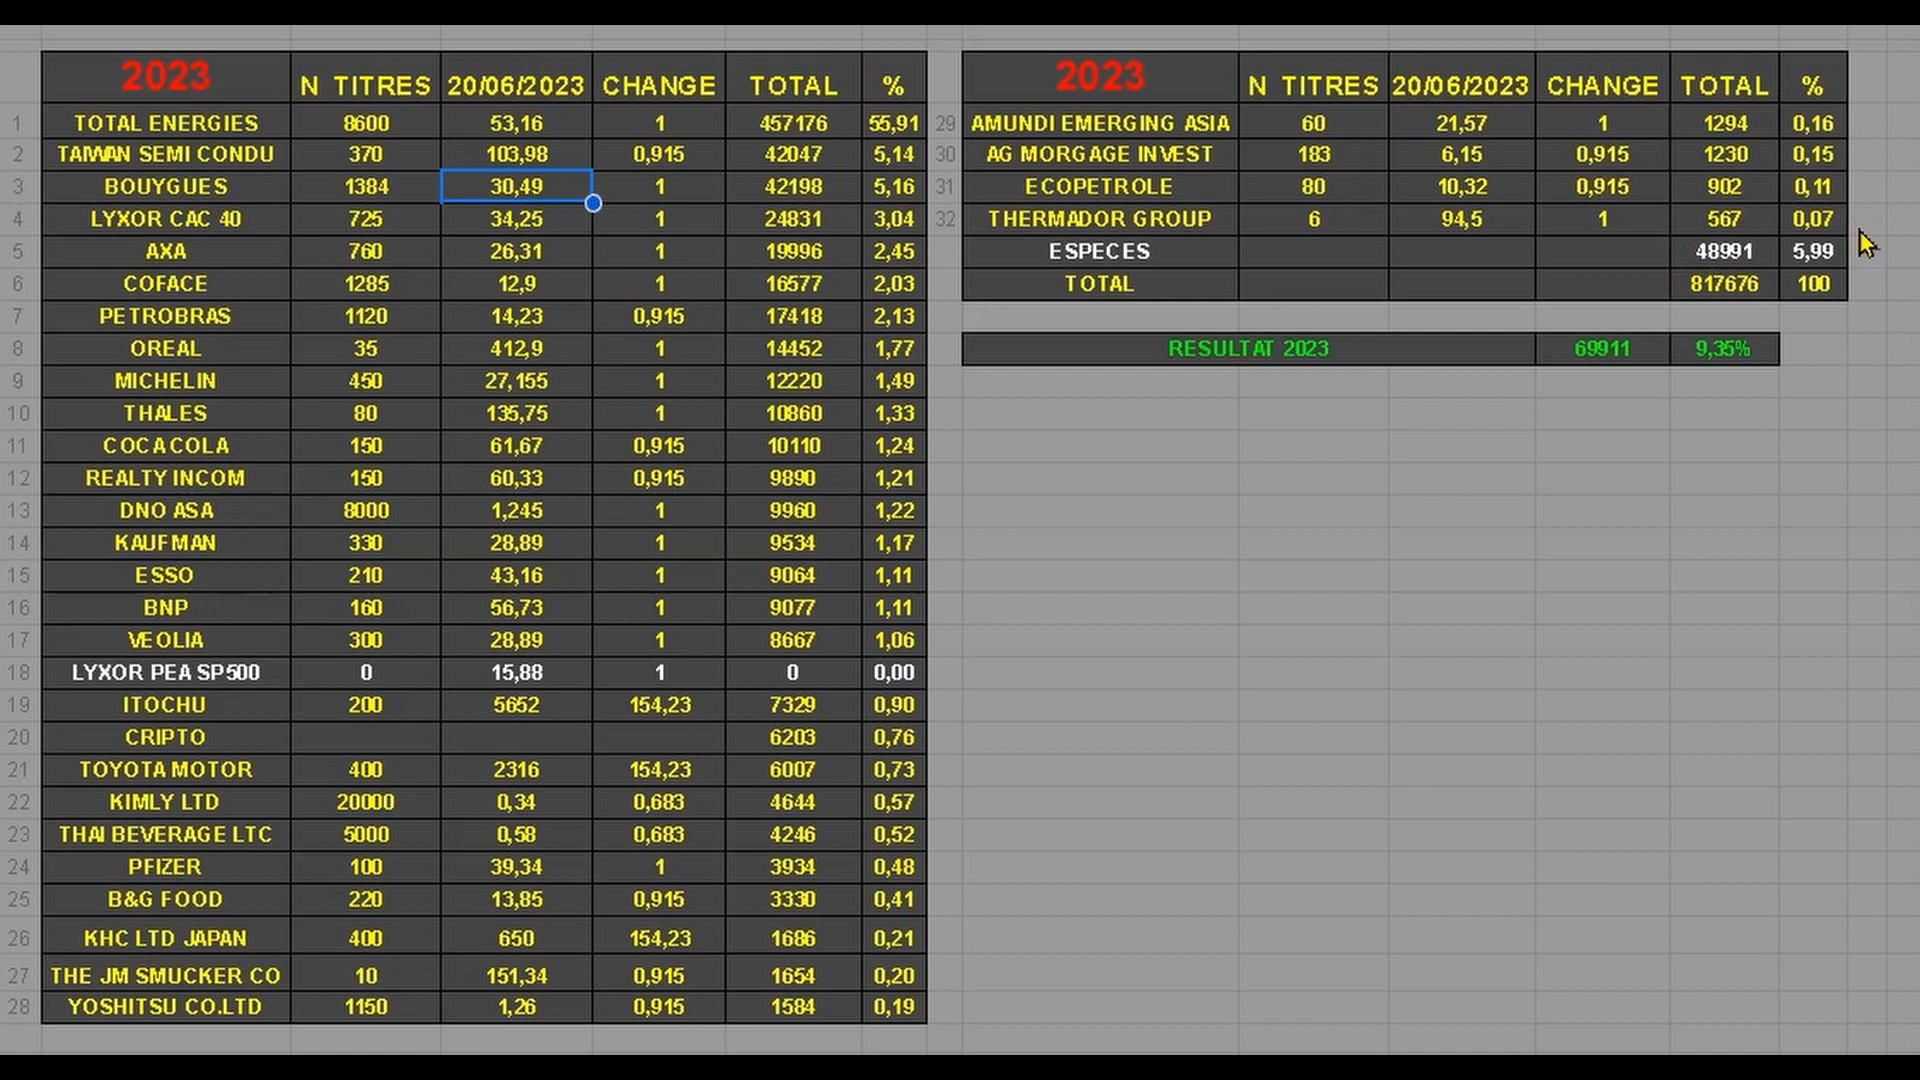 2023 N TITRES 20/06/2023 CHANGE TOTAL %
1 TOTAL ENERGIES 8600 53,16 1 457176 55,91
2 TAIWAN SEMI CONDU 370 103,98 0,915 42047 5,14
3 BOUYGUES 1384 30,49 1 42198 5,16
4 LYXOR CAC 40 725 34,25 1 24831 3,04
5 AXA 760 26,31 1 19996 2,45
6 COFACE 1285 12,9 1 16577 2,03
7 PETROBRAS 1120 14,23 0,915 17418 2,13
8 OREAL 35 412,9 1 14452 1,77
9 MICHELIN 450 27,155 1 12220 1,49
10 THALES 80 135,75 1 10860 1,33
11 COCA COLA 150 61,67 0,915 10110 1,24
12 REALTY INCOM 150 60,33 0,915 9890 1,21
13 DNO ASA 8000 1,245 1 9960 1,22
14 KAUFMAN 330 28,89 1 9534 1,17
15 ESSO 210 43,16 1 9064 1,11
16 BNP 160 56,73 1 9077 1,11
17 VEOLIA 300 28,89 1 8667 1,06
18 LYXOR PEA SP500 0 15,88 1 0 0,00
19 ITOCHU 200 5652 154,23 7329 0,90
20 CRIPTO 6203 0,76
21 TOYOTA MOTOR 400 2316 154,23 6007 0,73
22 KIMLY LTD 20000 0,34 0,683 4644 0,57
23 THAI BEVERAGE LTC 5000 0,58 0,683 4246 0,52
24 PFIZER 100 39,34 1 3934 0,48
25 B&G FOOD 220 13,85 0,915 3330 0,41
26 KHC LTD JAPAN 400 650 154,23 1686 0,21
27 THE JM SMUCKER CO 10 151,34 0,915 1654 0,20
28 YOSHITSU CO.LTD 1150 1,26 0,915 1584 0,19
2023 N TITRES 20/06/2023 CHANGE TOTAL %
29 AMUNDI EMERGING ASIA 60 21,57 1 1294 0,16
30 AG MORGAGE INVEST 183 6,15 0,915 1230 0,15
31 ECOPETROLE 80 10,32 0,915 902 0,11
32 THERMADOR GROUP 6 94,5 1 567 0,07
ESPECES 48991 5,99
TOTAL 817676 100
RESULTAT 2023 69911 9,35%